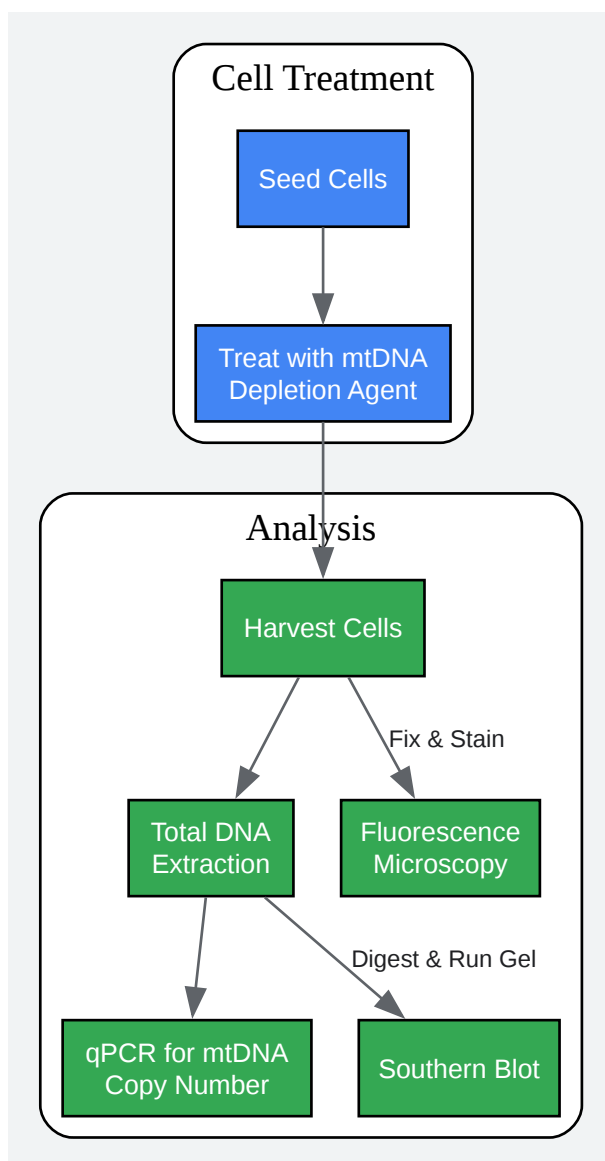 Cell Treatment
Seed Cells
Treat with mtDNA
Depletion Agent
Analysis
Harvest Cells
Fix & Stain
Total DNA
Extraction
Fluorescence
Microscopy
Digest & Run Gel
qPCR for mtDNA
Copy Number
Southern Blot